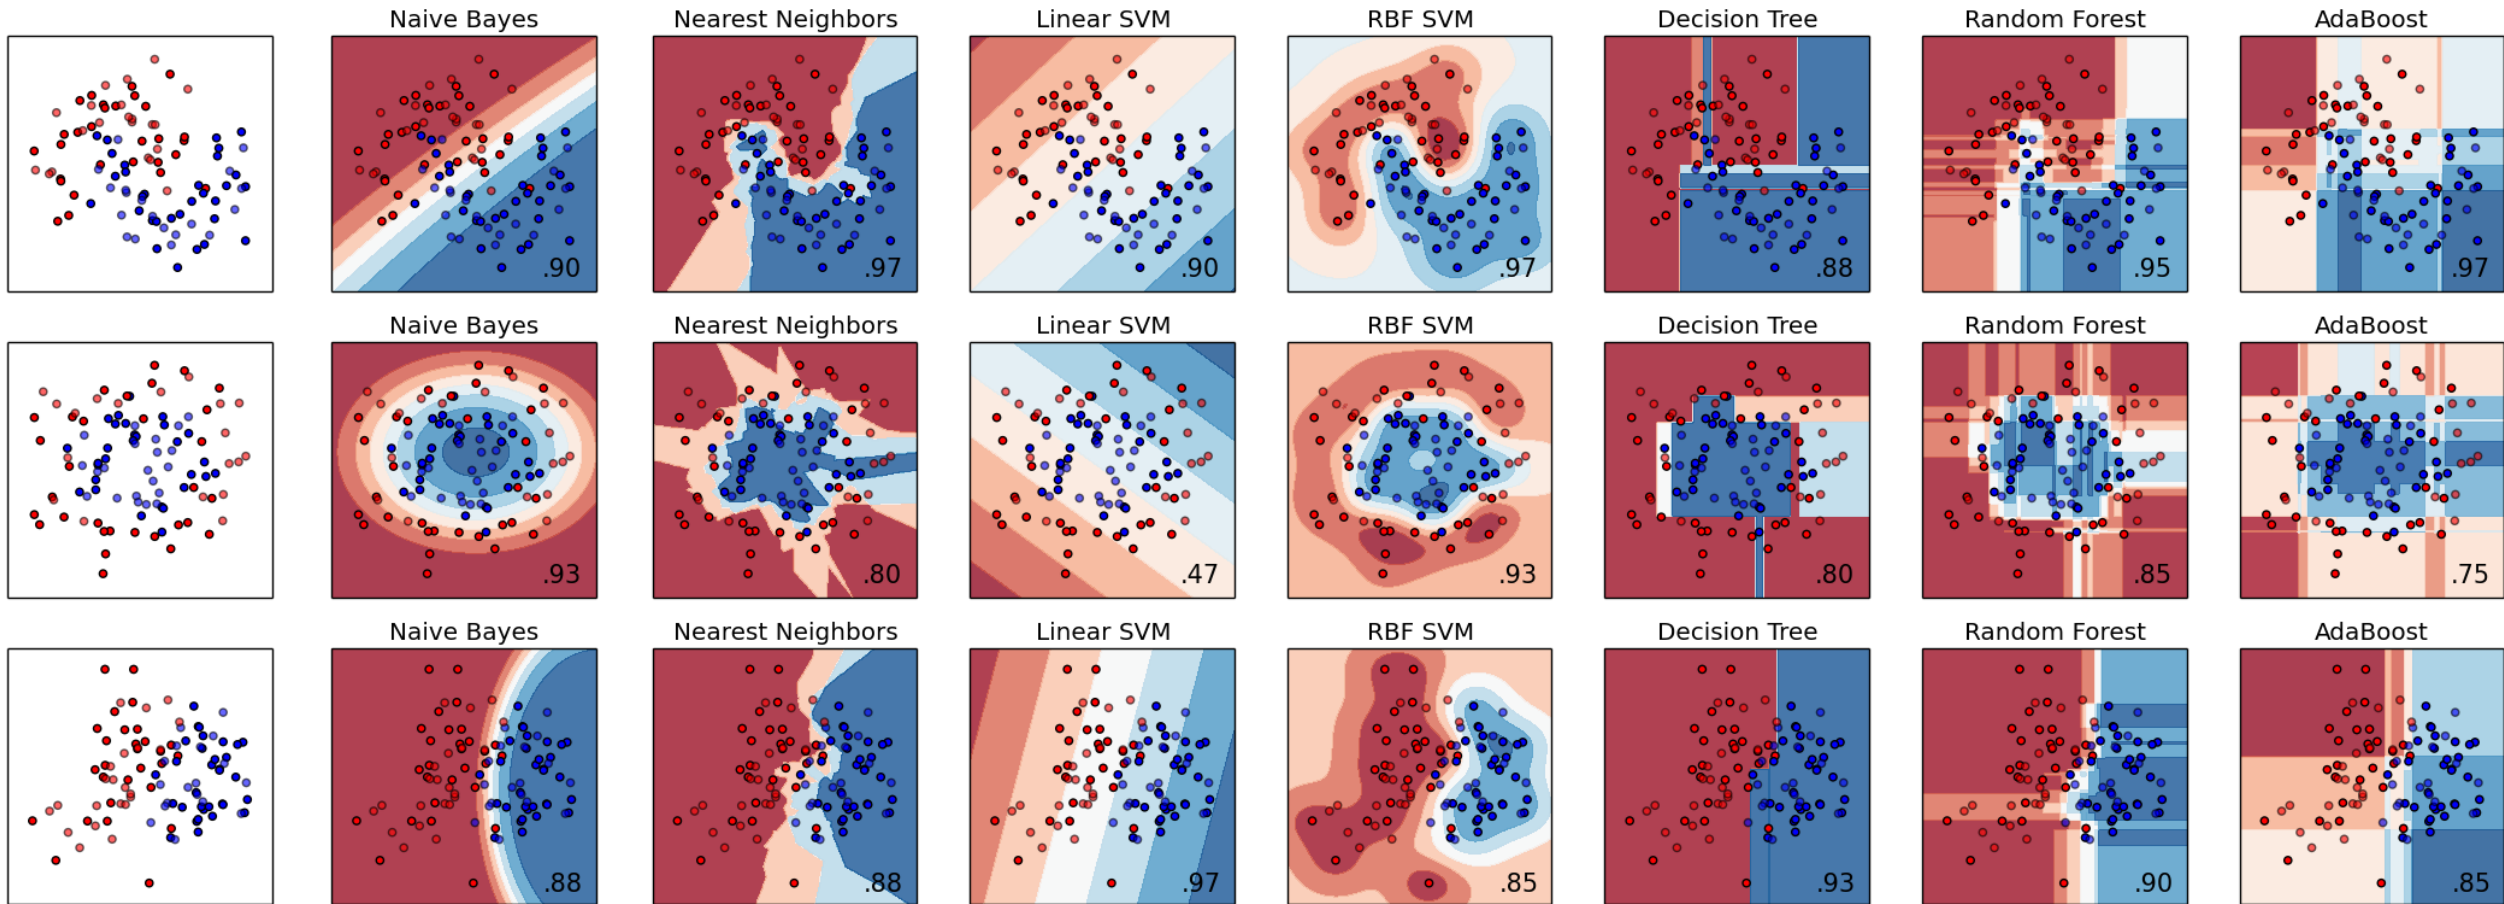 Naive Bayes Nearest Neighbors Linear SVM RBF SVM Decision Tree Random Forest AdaBoost
.90 .97 .90 .97 .88 .95 .97
Naive Bayes Nearest Neighbors Linear SVM RBF SVM Decision Tree Random Forest AdaBoost
.93 .80 .47 .93 .80 .85 .75
Naive Bayes Nearest Neighbors Linear SVM RBF SVM Decision Tree Random Forest AdaBoost
.88 .88 .97 .85 .93 .90 .85